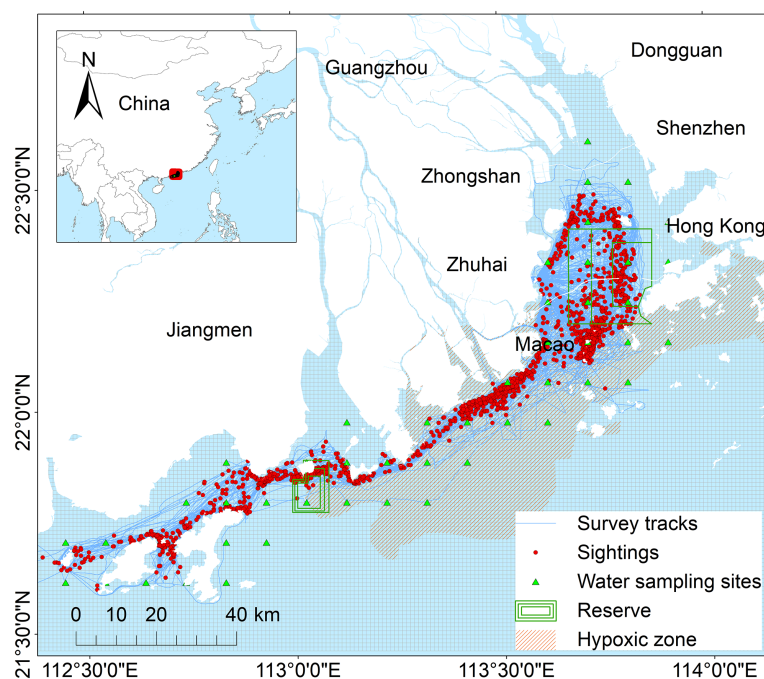 Dongguan
Guangzhou
N
China
Shenzhen
Zhongshan
22°30'0"N
Hong Kong
Zhuhai
Jiangmen
Macao
22°0'0"N
Survey tracks
Sightings
Water sampling sites
Reserve
Hypoxic zone
0 10 20 40 km
21°30'0"N
112°30'0"E 113°0'0"E 113°30'0"E 114°0'0"E